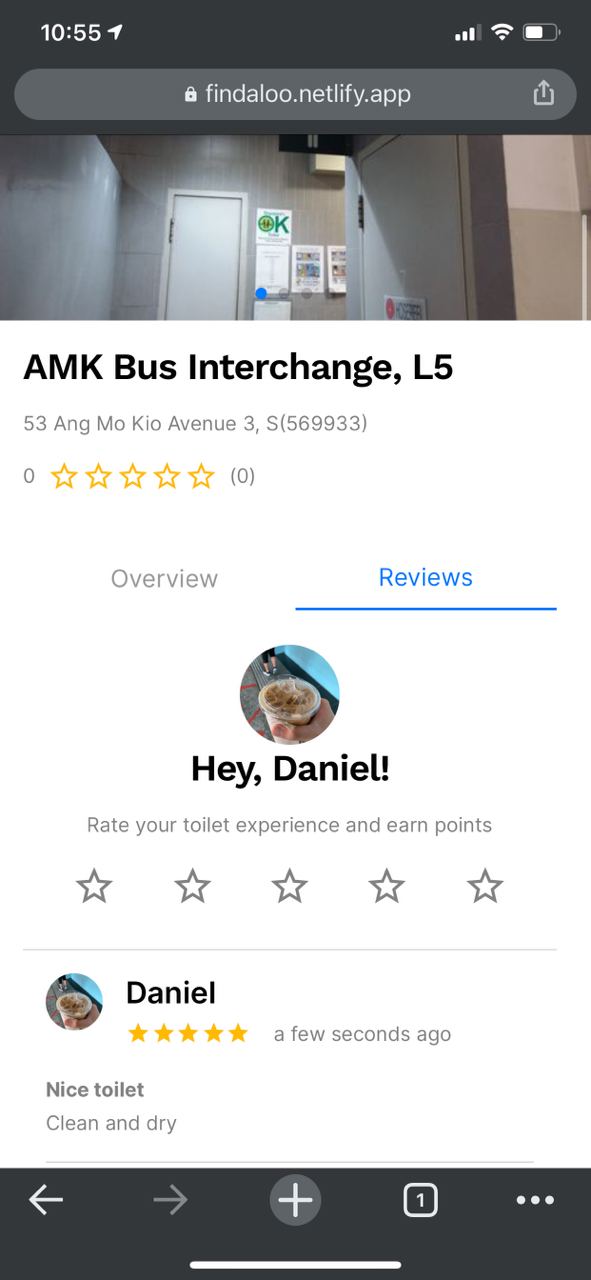 10:55
findaloo.netlify.app
OK
AMK Bus Interchange, L5
53 Ang Mo Kio Avenue 3, S(569933)
0 (0)
Overview Reviews
Hey, Daniel!
Rate your toilet experience and earn points
Daniel
a few seconds ago
Nice toilet
Clean and dry
1